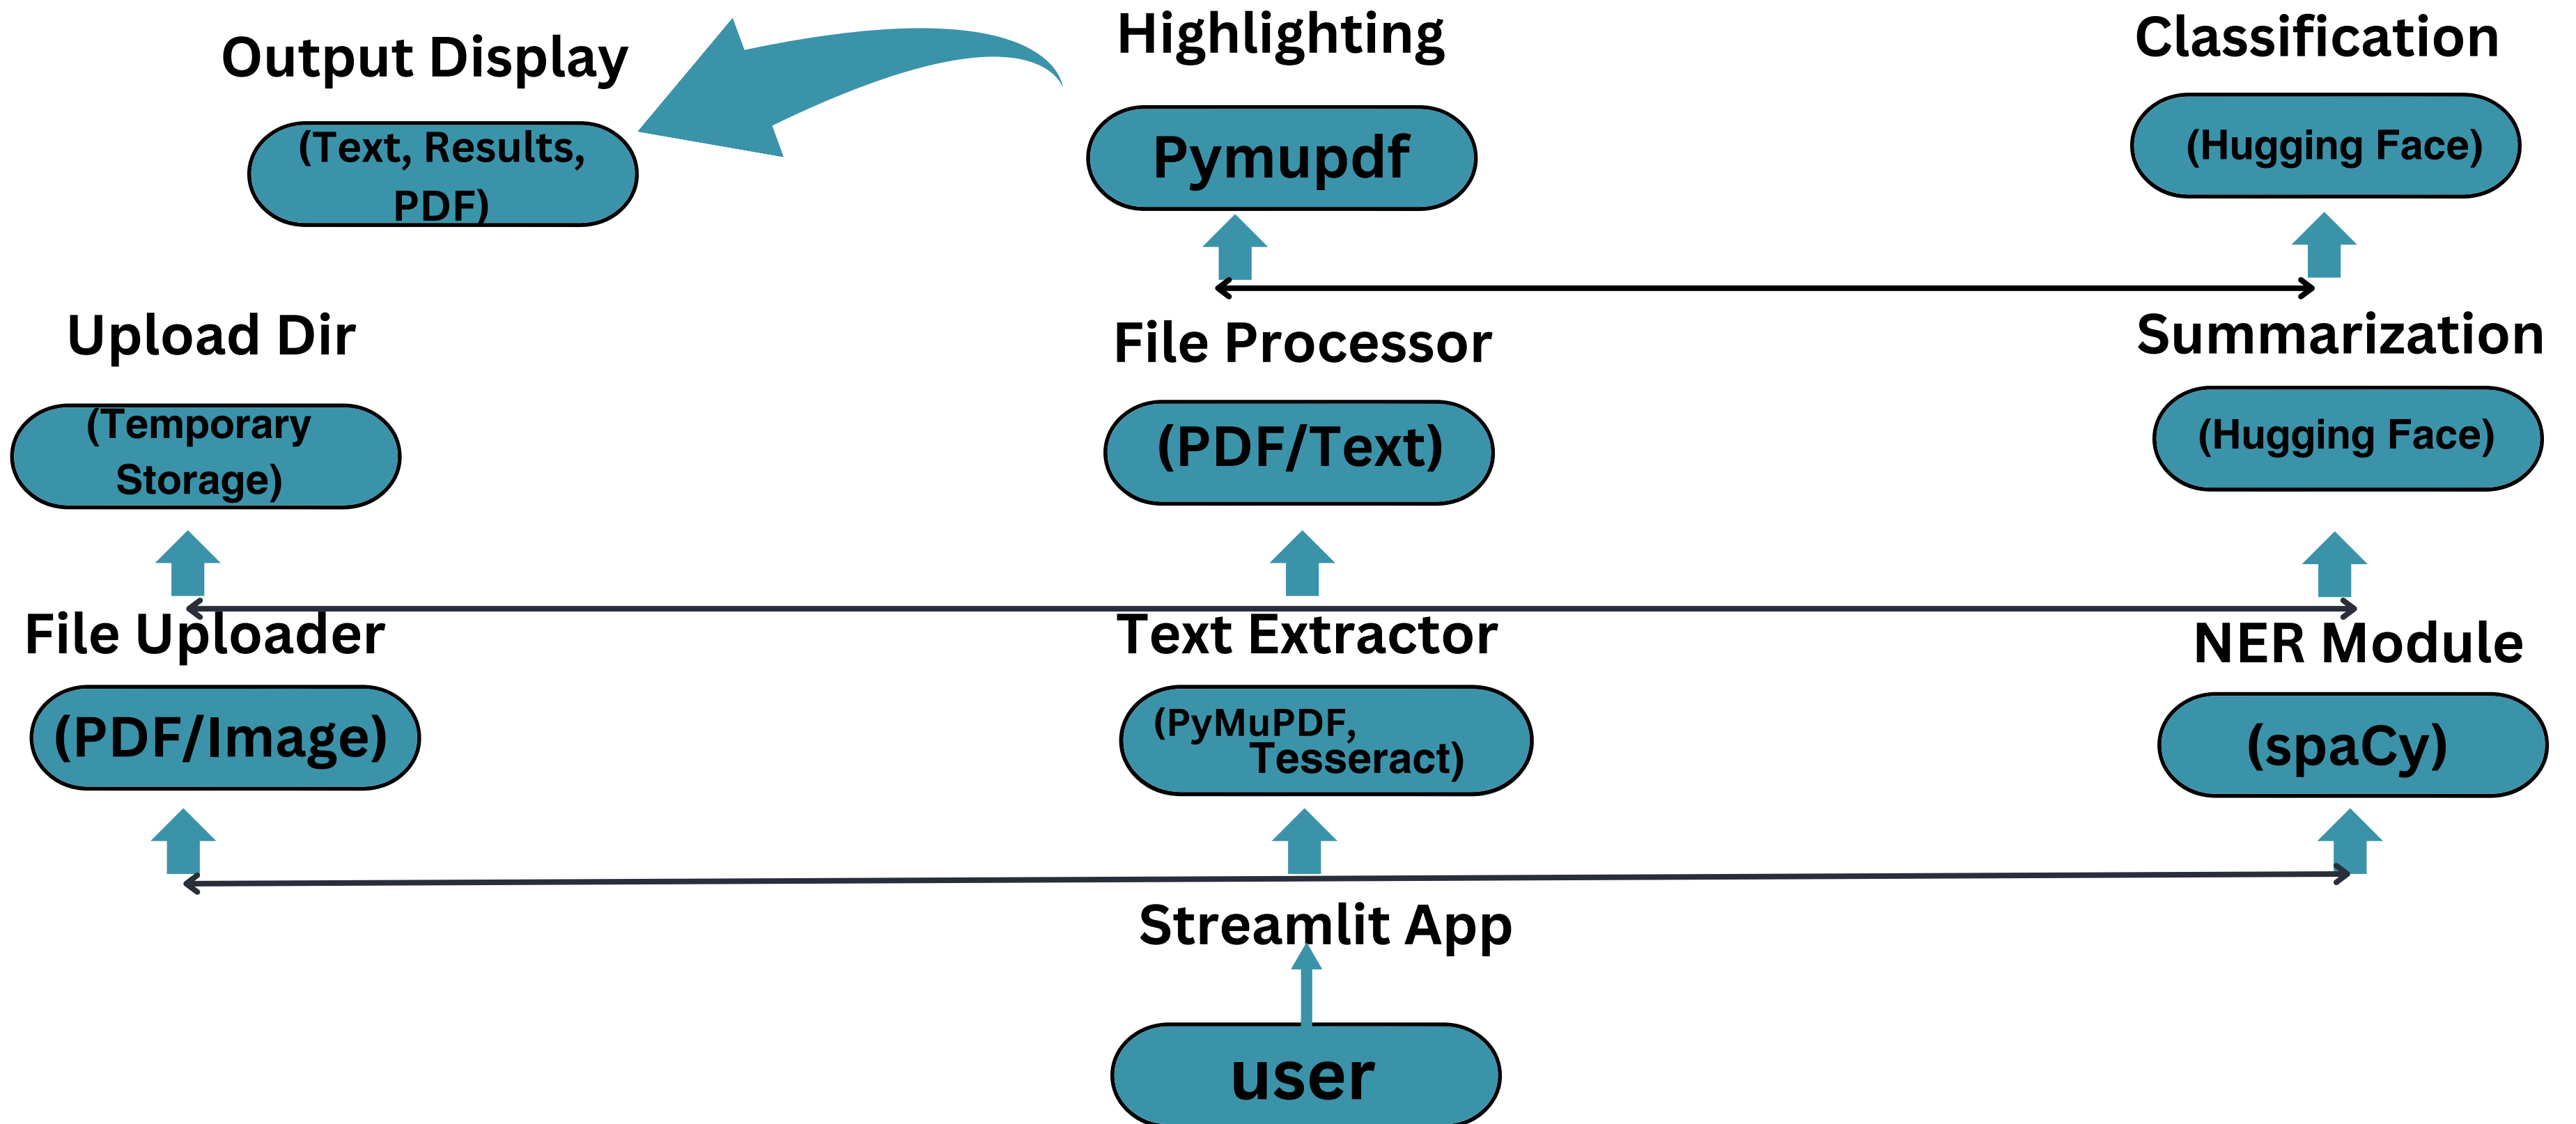 Output Display
Highlighting
Classification
(Text, Results,
PDF)
Pymupdf
(Hugging Face)
Upload Dir
File Processor
Summarization
(Temporary
Storage)
(PDF/Text)
(Hugging Face)
File Uploader
Text Extractor
NER Module
(PDF/Image)
(PyMuPDF,
Tesseract)
(spaCy)
Streamlit App
user